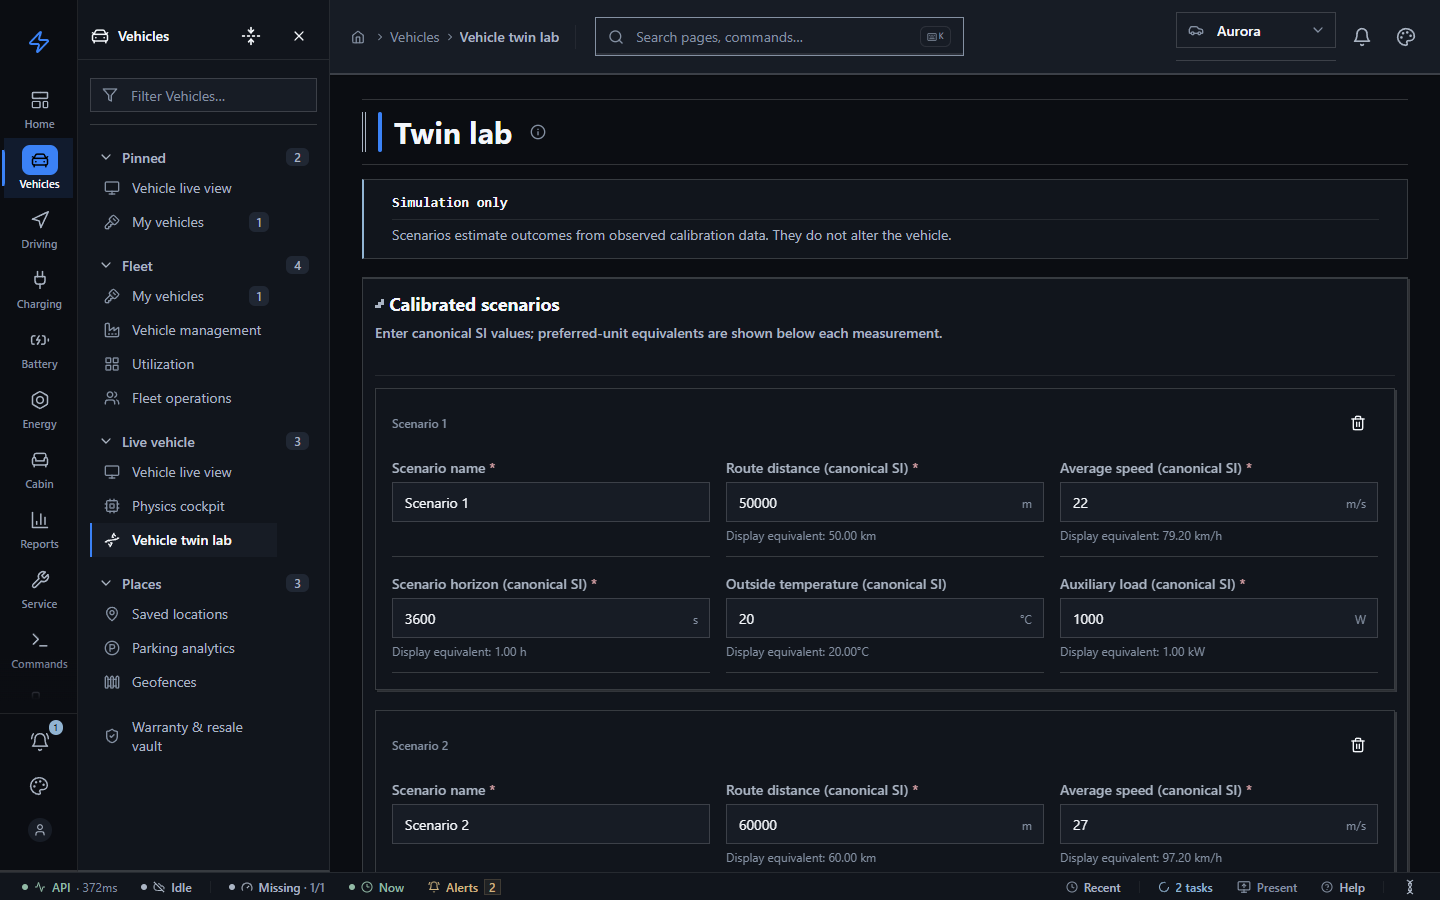 Home
Vehicles
Driving
Charging
Battery
Energy
Cabin
Reports
Service
Commands
1
Vehicles
Filter Vehicles...
Pinned 2
Vehicle live view
My vehicles 1
Fleet 4
My vehicles 1
Vehicle management
Utilization
Fleet operations
Live vehicle 3
Vehicle live view
Physics cockpit
Vehicle twin lab
Places 3
Saved locations
Parking analytics
Geofences
Warranty & resale
vault
Vehicles > Vehicle twin lab
Search pages, commands... K
Aurora
Twin lab
Simulation only
Scenarios estimate outcomes from observed calibration data. They do not alter the vehicle.
Calibrated scenarios
Enter canonical SI values; preferred-unit equivalents are shown below each measurement.
Scenario 1
Scenario name * Route distance (canonical SI) * Average speed (canonical SI) *
Scenario 1 50000 m 22 m/s
Display equivalent: 50.00 km Display equivalent: 79.20 km/h
Scenario horizon (canonical SI) * Outside temperature (canonical SI) Auxiliary load (canonical SI) *
3600 s 20 °C 1000 W
Display equivalent: 1.00 h Display equivalent: 20.00°C Display equivalent: 1.00 kW
Scenario 2
Scenario name * Route distance (canonical SI) * Average speed (canonical SI) *
Scenario 2 60000 m 27 m/s
Display equivalent: 60.00 km Display equivalent: 97.20 km/h
API · 372ms Idle Missing · 1/1 Now Alerts 2 Recent 2 tasks Present Help